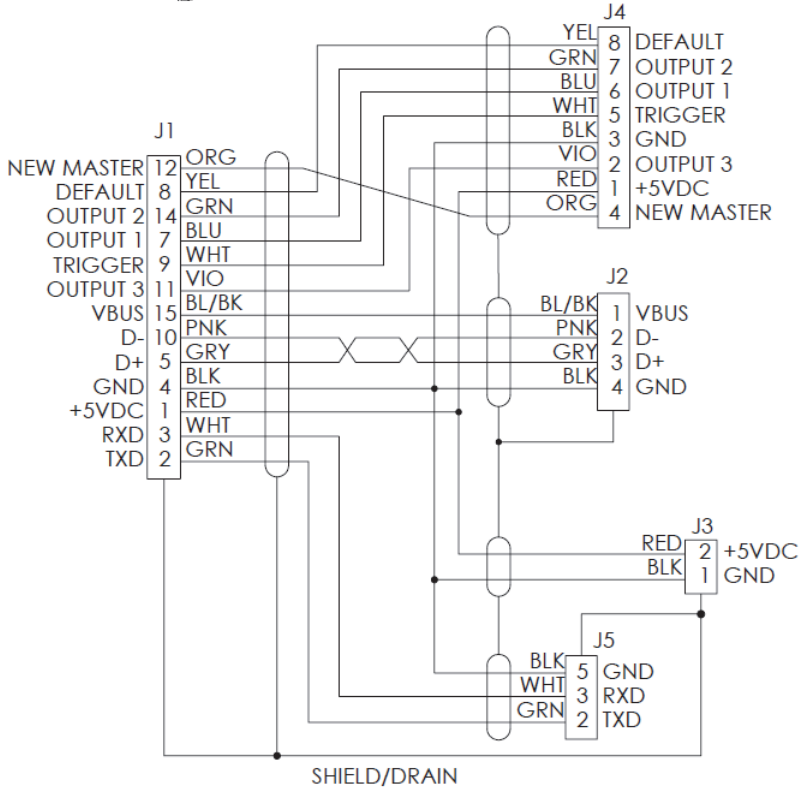 J4
YEL 8 DEFAULT
GRN 7 OUTPUT 2
BLU 6 OUTPUT 1
WHT 5 TRIGGER
BLK 3 GND
VIO 2 OUTPUT 3
RED 1 +5VDC
ORG 4 NEW MASTER
J1
NEW MASTER 12 ORG
DEFAULT 8 YEL
OUTPUT 2 14 GRN
OUTPUT 1 7 BLU
TRIGGER 9 WHT
OUTPUT 3 11 VIO
VBUS 15 BL/BK
D- 10 PNK
D+ 5 GRY
GND 4 BLK
+5VDC 1 RED
RXD 3 WHT
TXD 2 GRN
J2
BL/BK 1 VBUS
PNK 2 D-
GRY 3 D+
BLK 4 GND
J3
RED 2 +5VDC
BLK 1 GND
J5
BLK 5 GND
WHT 3 RXD
GRN 2 TXD
SHIELD/DRAIN